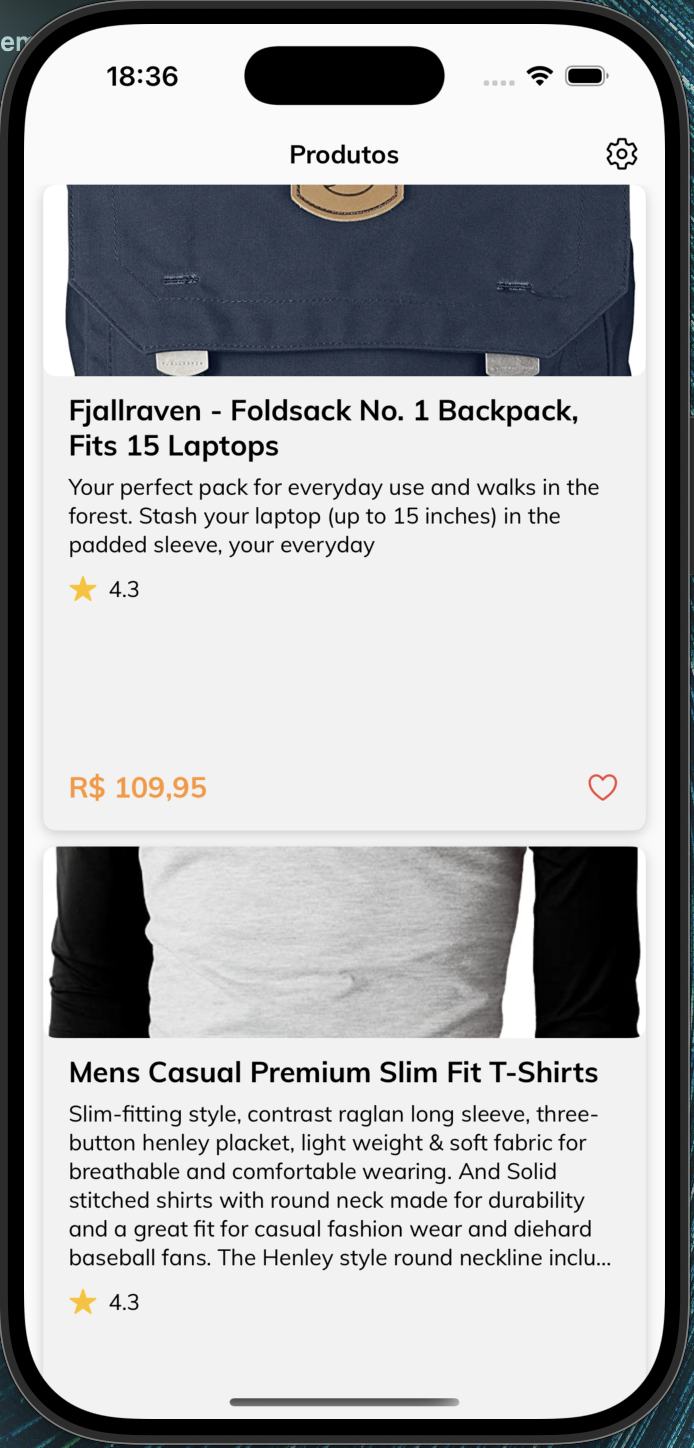 en
18:36
Produtos
Fjallraven - Foldsack No. 1 Backpack,
Fits 15 Laptops
Your perfect pack for everyday use and walks in the
forest. Stash your laptop (up to 15 inches) in the
padded sleeve, your everyday
4.3
R$ 109,95
Mens Casual Premium Slim Fit T-Shirts
Slim-fitting style, contrast raglan long sleeve, three-
button henley placket, light weight & soft fabric for
breathable and comfortable wearing. And Solid
stitched shirts with round neck made for durability
and a great fit for casual fashion wear and diehard
baseball fans. The Henley style round neckline inclu...
4.3